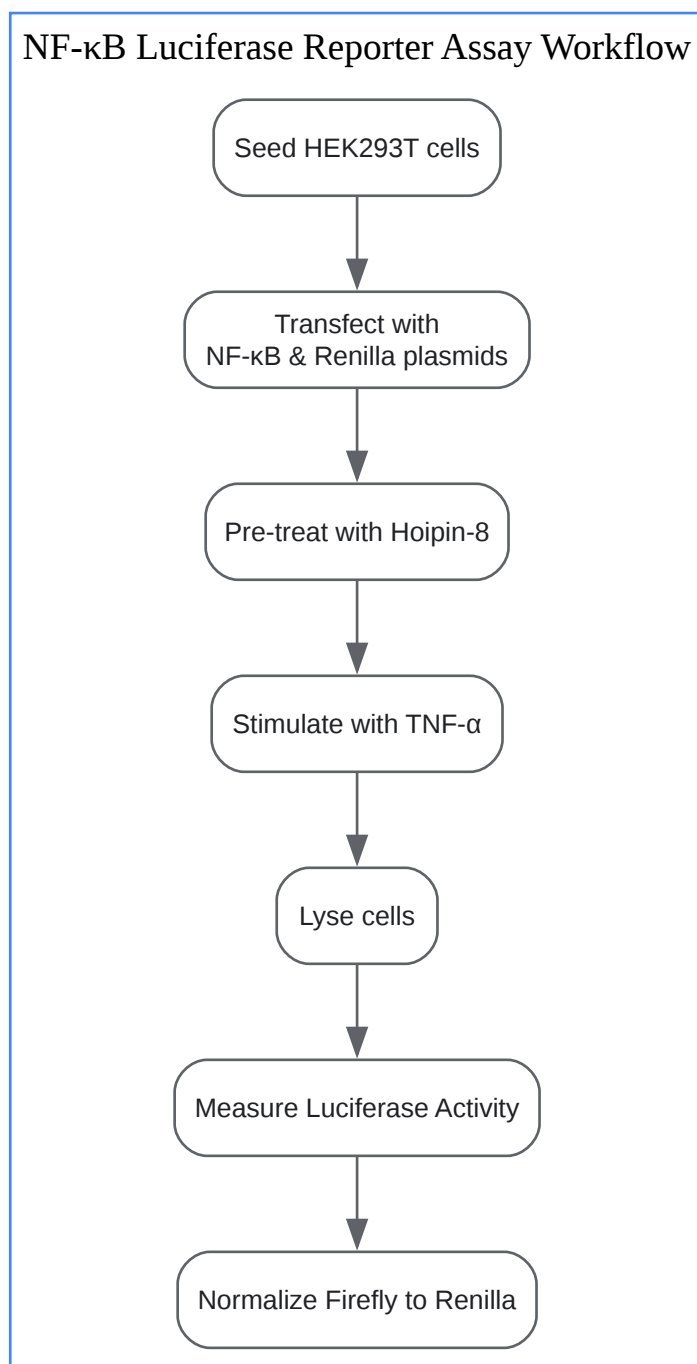 NF-κB Luciferase Reporter Assay Workflow
Seed HEK293T cells
Transfect with
NF-κB & Renilla plasmids
Pre-treat with Hoipin-8
Stimulate with TNF-α
Lyse cells
Measure Luciferase Activity
Normalize Firefly to Renilla